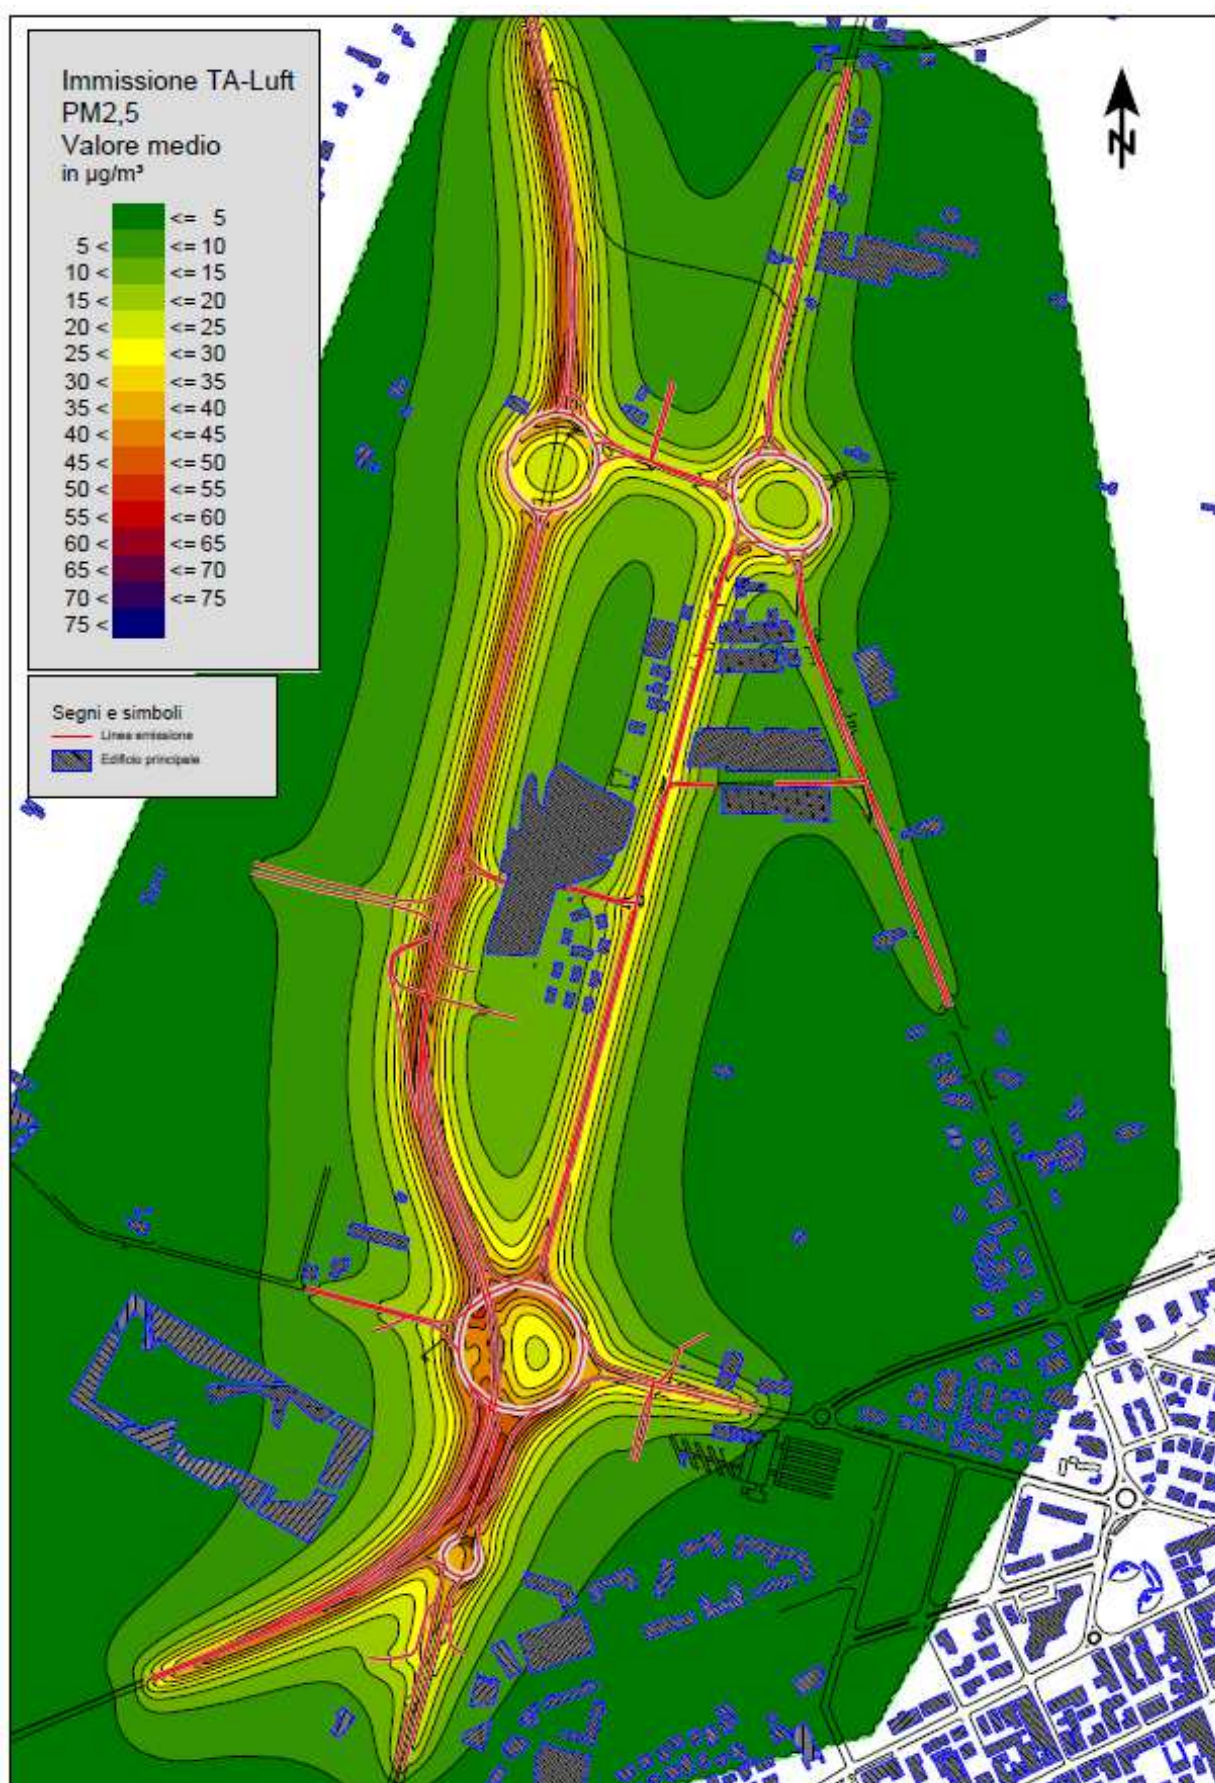 Immissione TA-Luft
PM2,5
Valore medio
in µg/m³
<= 5
5 < <= 10
10 < <= 15
15 < <= 20
20 < <= 25
25 < <= 30
30 < <= 35
35 < <= 40
40 < <= 45
45 < <= 50
50 < <= 55
55 < <= 60
60 < <= 65
65 < <= 70
70 < <= 75
75 <
Segni e simboli
Linea emissione
Edificio principale
N